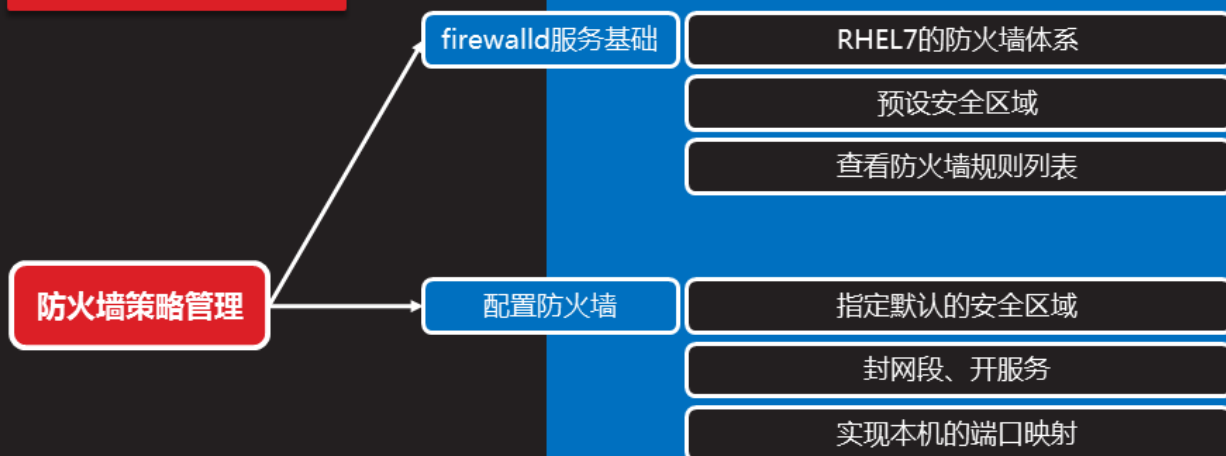 firewalld服务基础
RHEL7的防火墙体系
预设安全区域
查看防火墙规则列表
防火墙策略管理
配置防火墙
指定默认的安全区域
封网段、开服务
实现本机的端口映射